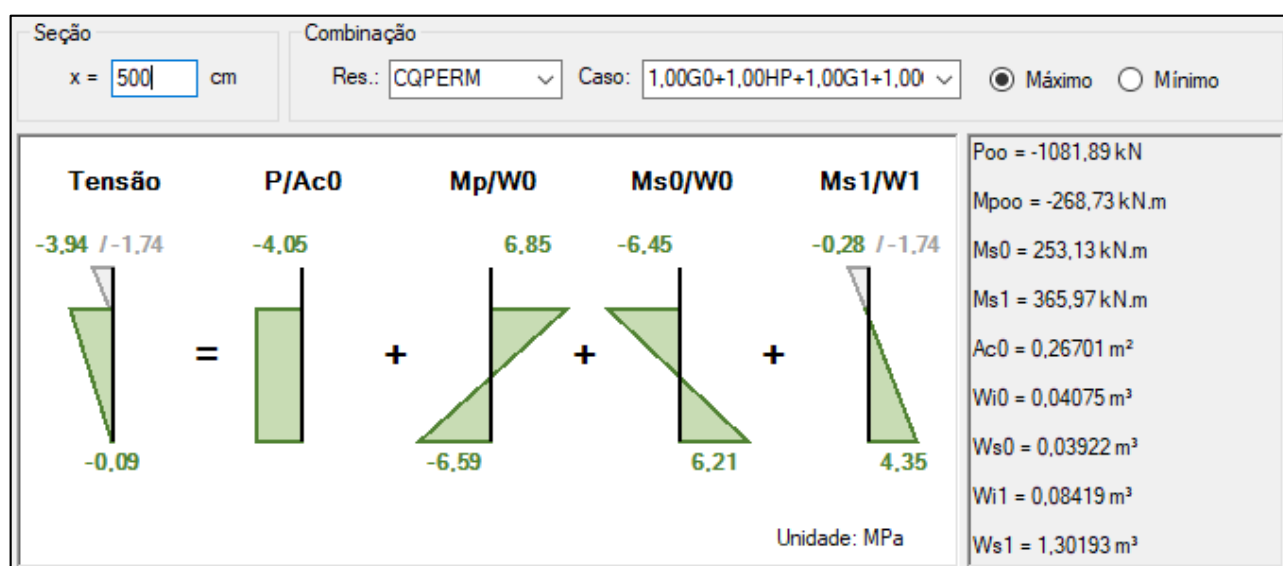 Seção
x = 500 cm
Combinação
Res.: CQPERM Caso: 1,00G0+1,00HP+1,00G1+1,00 Máximo Mínimo
Tensão P/Ac0 Mp/W0 Ms0/W0 Ms1/W1
-3,94 / -1,74 -4,05 6,85 -6,45 -0,28 / -1,74
= + + +
-0,09 -6,59 6,21 4,35
Unidade: MPa
Poo = -1081,89 kN
Mpoo = -268,73 kN.m
Ms0 = 253,13 kN.m
Ms1 = 365,97 kN.m
Ac0 = 0,26701 m²
Wi0 = 0,04075 m³
Ws0 = 0,03922 m³
Wi1 = 0,08419 m³
Ws1 = 1,30193 m³